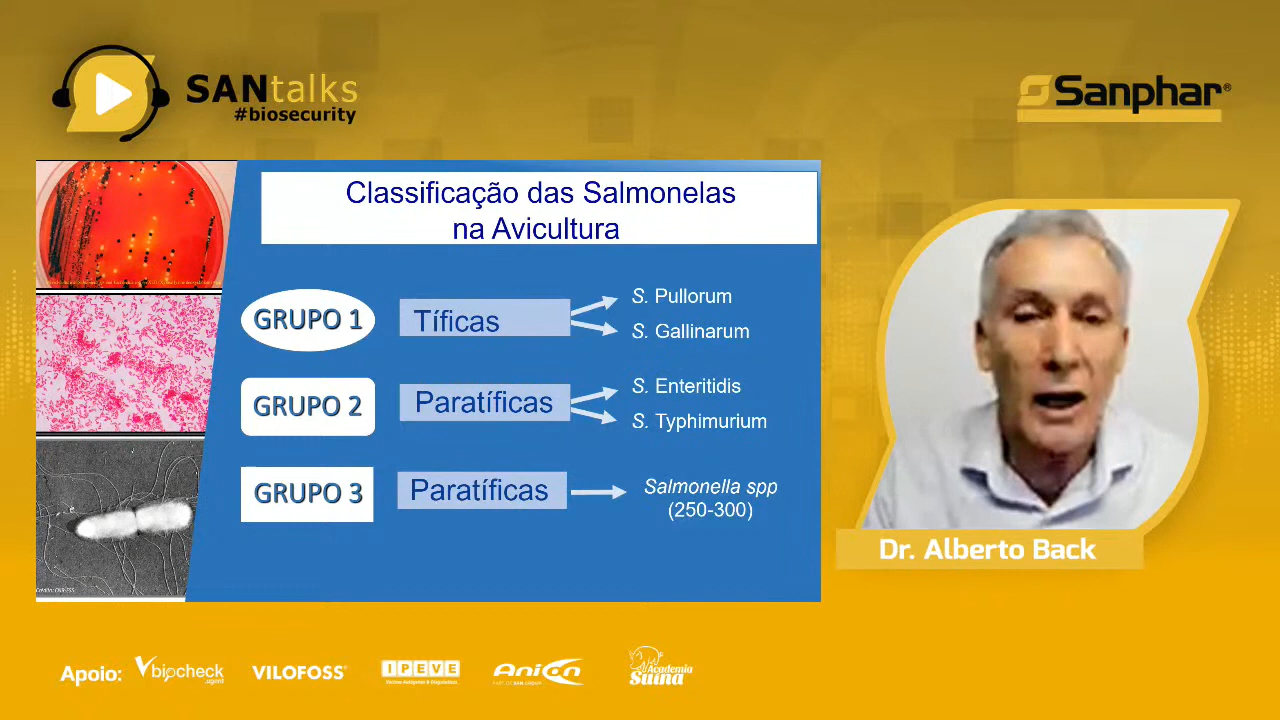 SANtalks
#biosecurity
Sanphar®
Classificação das Salmonelas
na Avicultura
GRUPO 1
Tíficas
S. Pullorum
S. Gallinarum
GRUPO 2
Paratíficas
S. Enteritidis
S. Typhimurium
GRUPO 3
Paratíficas
Salmonella spp
(250-300)
Dr. Alberto Back
Apoio:
biocheck
VILOFOSS®
IPEVE
Anicon
Academia
Suína